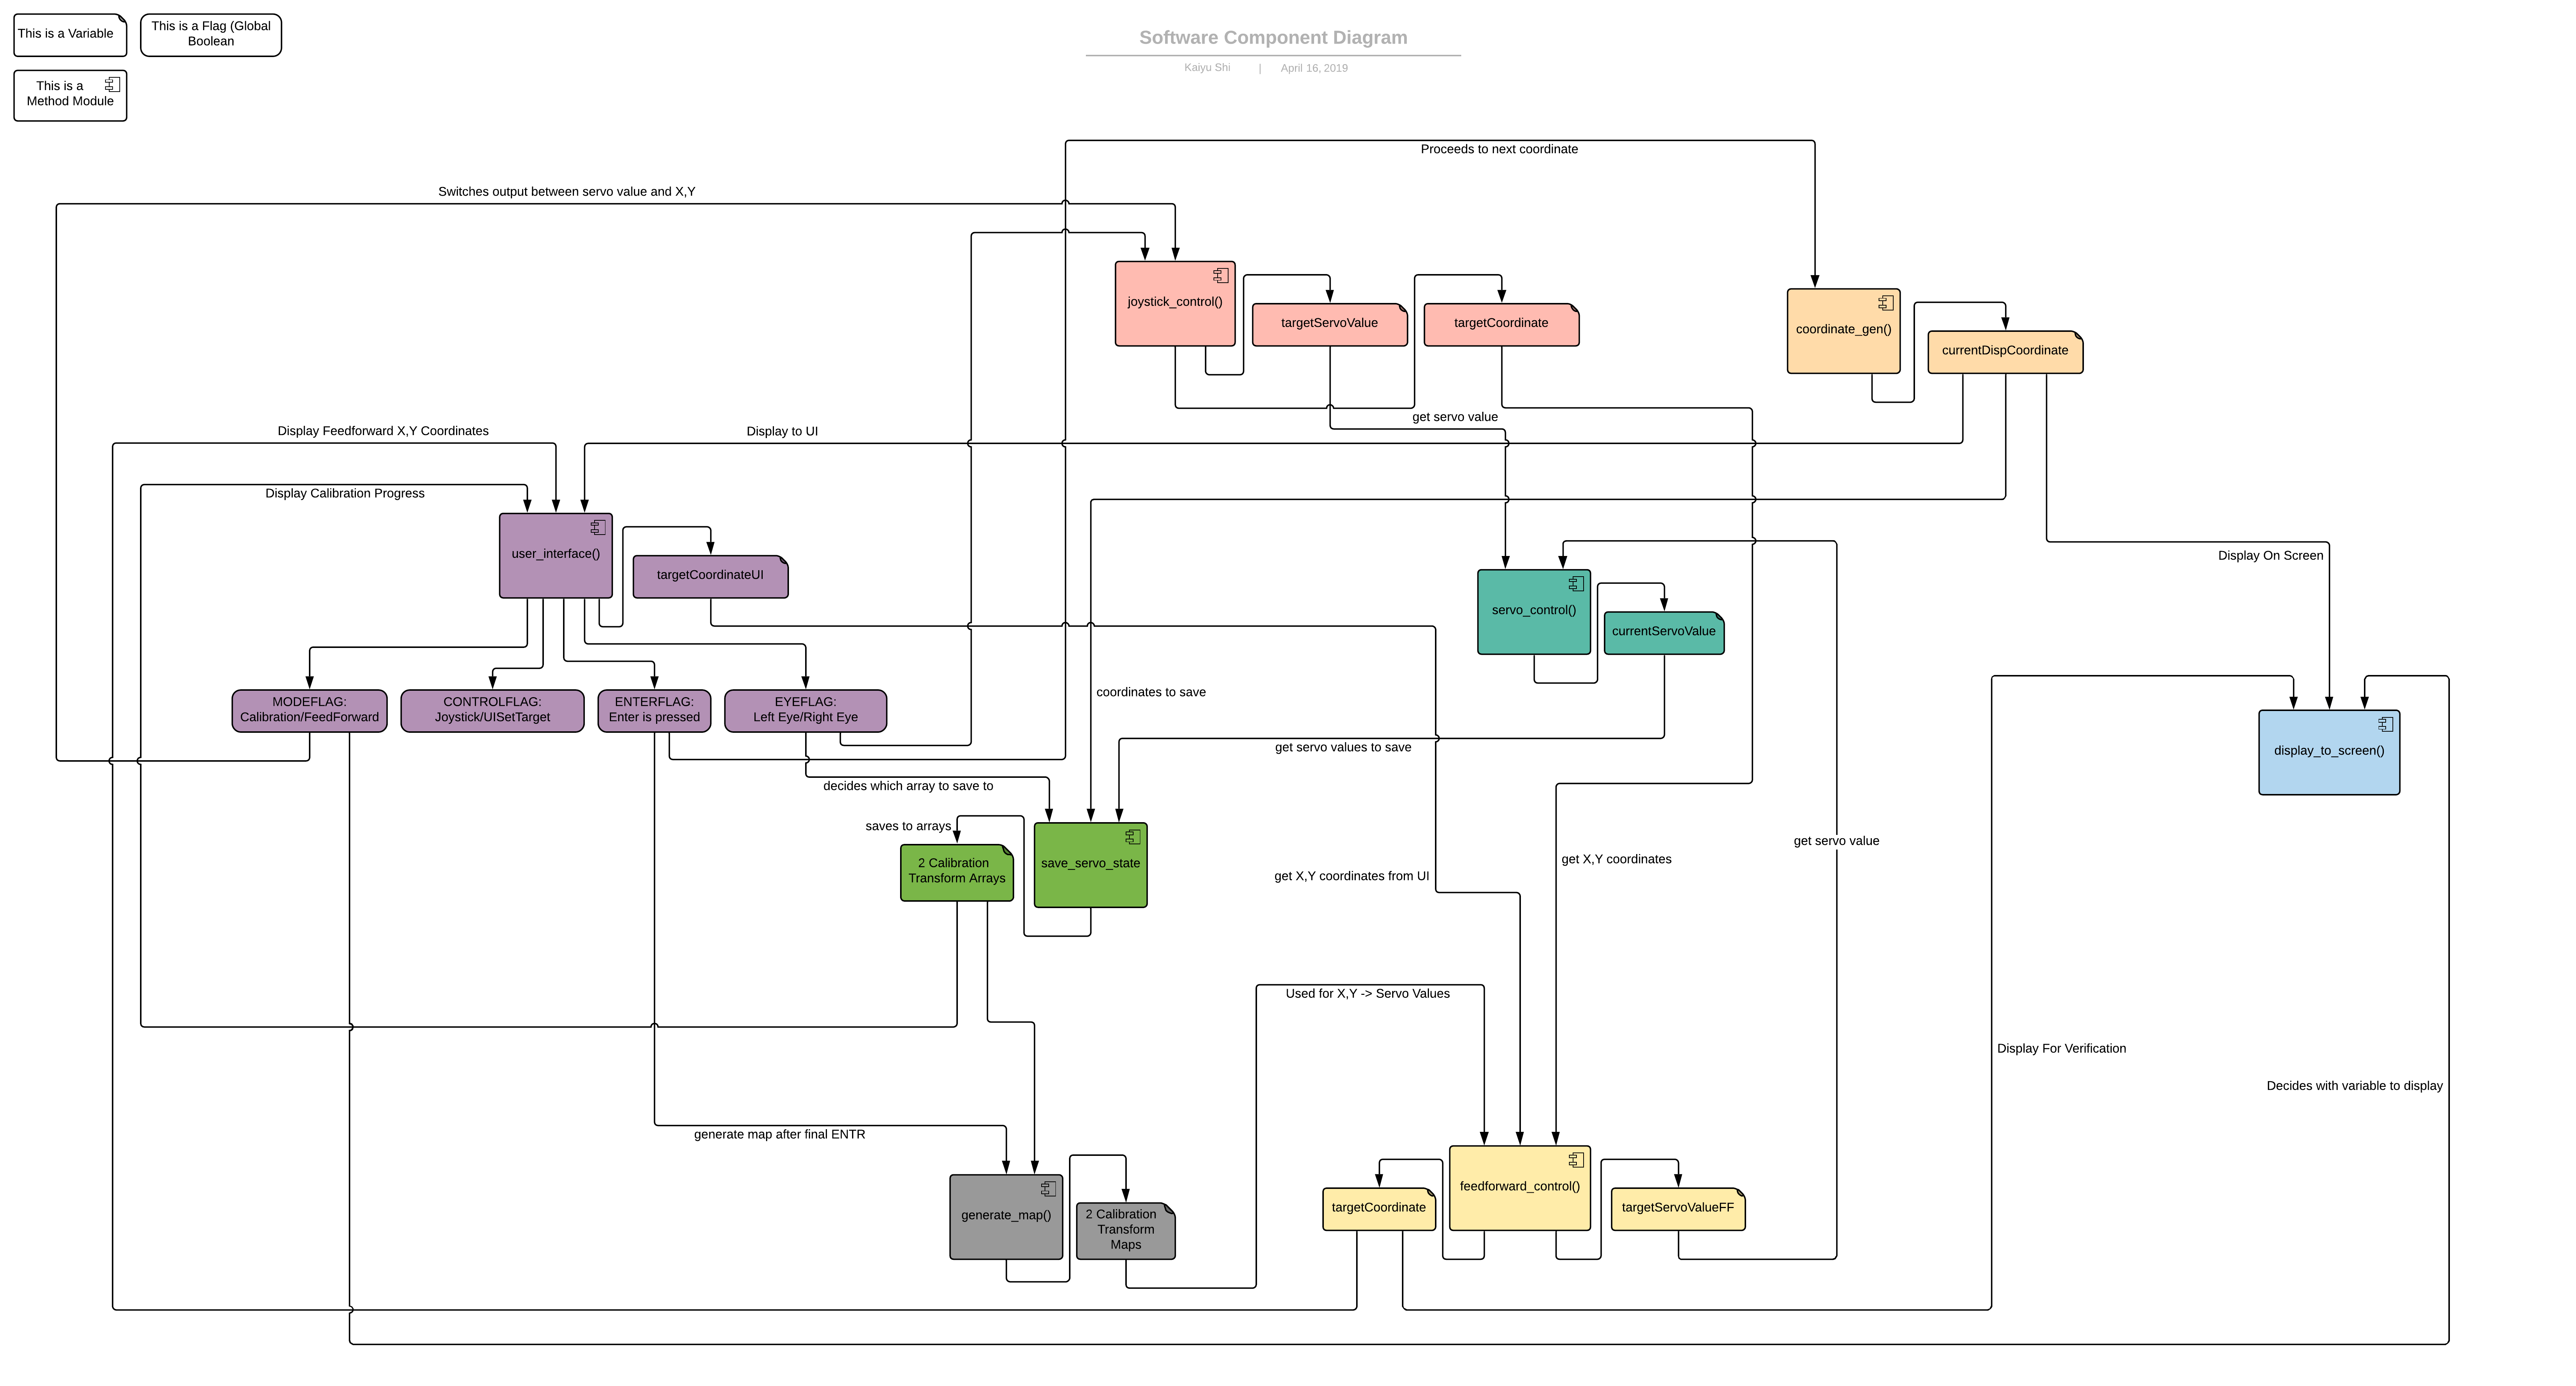 This is a Variable
This is a Flag (Global
Boolean
This is a
Method Module
Software Component Diagram
Kaiyu Shi | April 16, 2019
Proceeds to next coordinate
Switches output between servo value and X,Y
joystick_control()
targetServoValue
targetCoordinate
coordinate_gen()
currentDispCoordinate
get servo value
Display Feedforward X,Y Coordinates
Display to UI
Display Calibration Progress
user_interface()
targetCoordinateUI
Display On Screen
servo_control()
currentServoValue
MODEFLAG:
Calibration/FeedForward
CONTROLFLAG:
Joystick/UISetTarget
ENTERFLAG:
Enter is pressed
EYEFLAG:
Left Eye/Right Eye
coordinates to save
get servo values to save
display_to_screen()
decides which array to save to
saves to arrays
2 Calibration
Transform Arrays
save_servo_state
get X,Y coordinates from UI
get X,Y coordinates
get servo value
Used for X,Y -> Servo Values
Display For Verification
Decides with variable to display
generate map after final ENTR
generate_map()
2 Calibration
Transform
Maps
targetCoordinate
feedforward_control()
targetServoValueFF